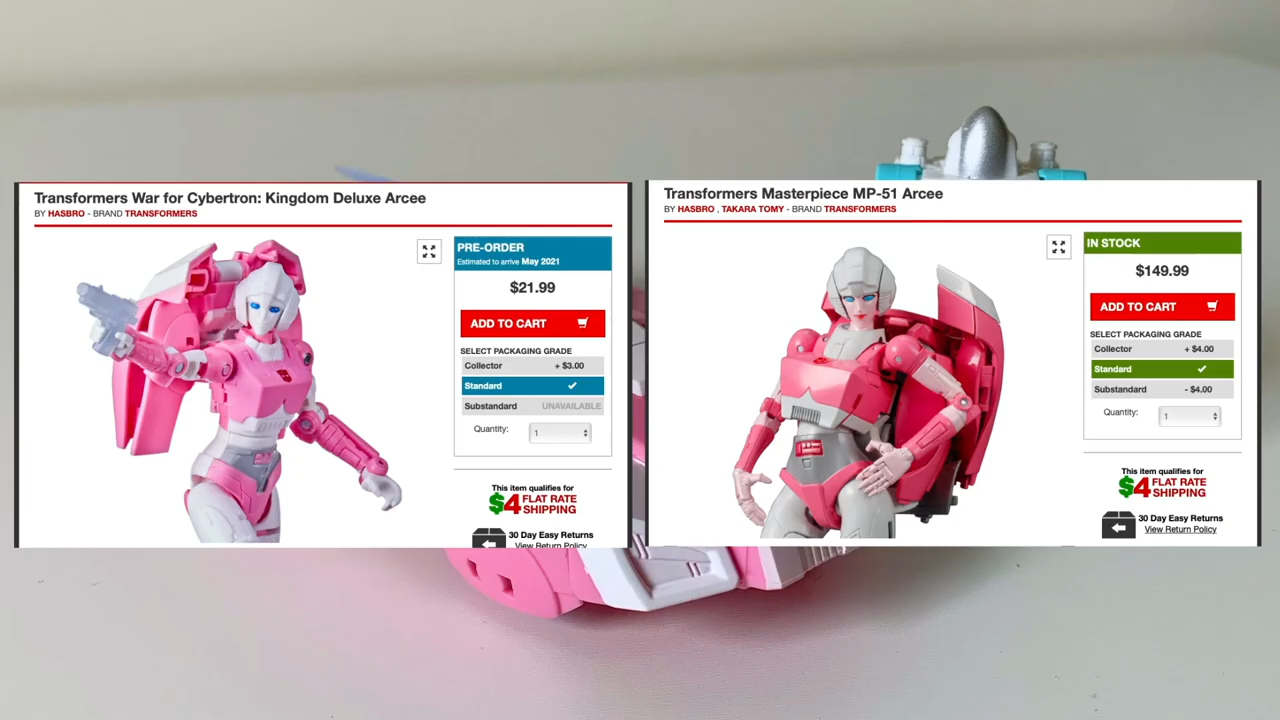 Transformers War for Cybertron: Kingdom Deluxe Arcee
BY HASBRO - BRAND TRANSFORMERS
PRE-ORDER
Estimated to arrive May 2021
$21.99
ADD TO CART
SELECT PACKAGING GRADE
Collector + $3.00
Standard
Substandard UNAVAILABLE
Quantity: 1
This item qualifies for
$4 FLAT RATE
SHIPPING
30 Day Easy Returns
View Return Policy
Transformers Masterpiece MP-51 Arcee
BY HASBRO , TAKARA TOMY - BRAND TRANSFORMERS
IN STOCK
$149.99
ADD TO CART
SELECT PACKAGING GRADE
Collector + $4.00
Standard
Substandard - $4.00
Quantity: 1
This item qualifies for
$4 FLAT RATE
SHIPPING
30 Day Easy Returns
View Return Policy